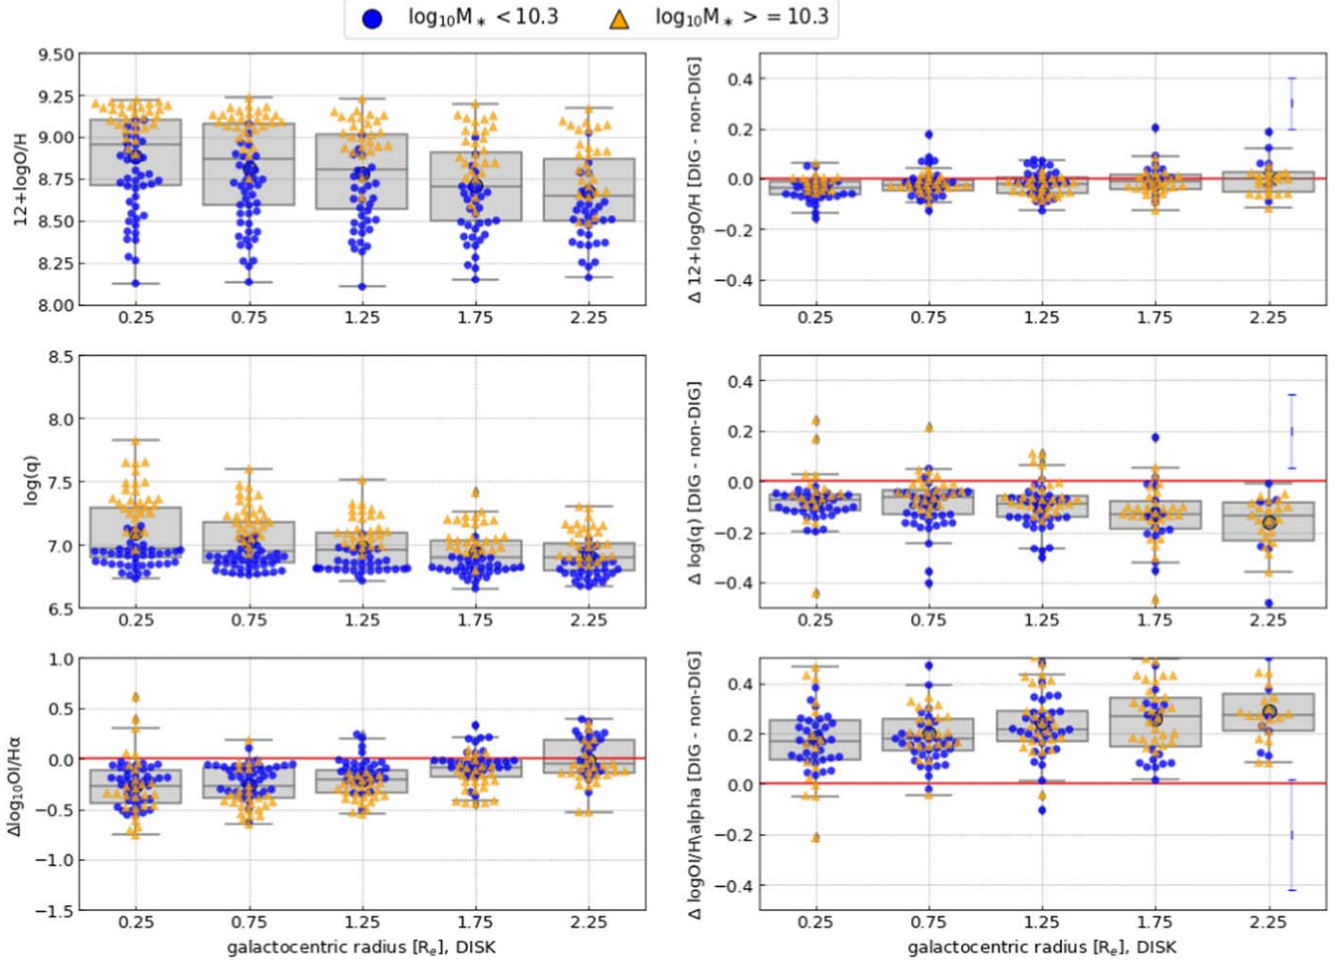 log₁₀M∗ <10.3 log₁₀M∗ >= 10.3
9.50
9.25
9.00
8.75
8.50
8.25
8.00
12+logO/H
0.25 0.75 1.25 1.75 2.25
0.4
0.2
0.0
−0.2
−0.4
Δ 12+logO/H [DIG - non-DIG]
0.25 0.75 1.25 1.75 2.25
8.5
8.0
7.5
7.0
6.5
log(q)
0.25 0.75 1.25 1.75 2.25
0.4
0.2
0.0
−0.2
−0.4
Δ log(q) [DIG - non-DIG]
0.25 0.75 1.25 1.75 2.25
1.0
0.5
0.0
−0.5
−1.0
−1.5
Δlog₁₀OI/Hα
0.25 0.75 1.25 1.75 2.25
galactocentric radius [Rₑ], DISK
0.4
0.2
0.0
−0.2
−0.4
Δ logOI/H\alpha [DIG - non-DIG]
0.25 0.75 1.25 1.75 2.25
galactocentric radius [Rₑ], DISK